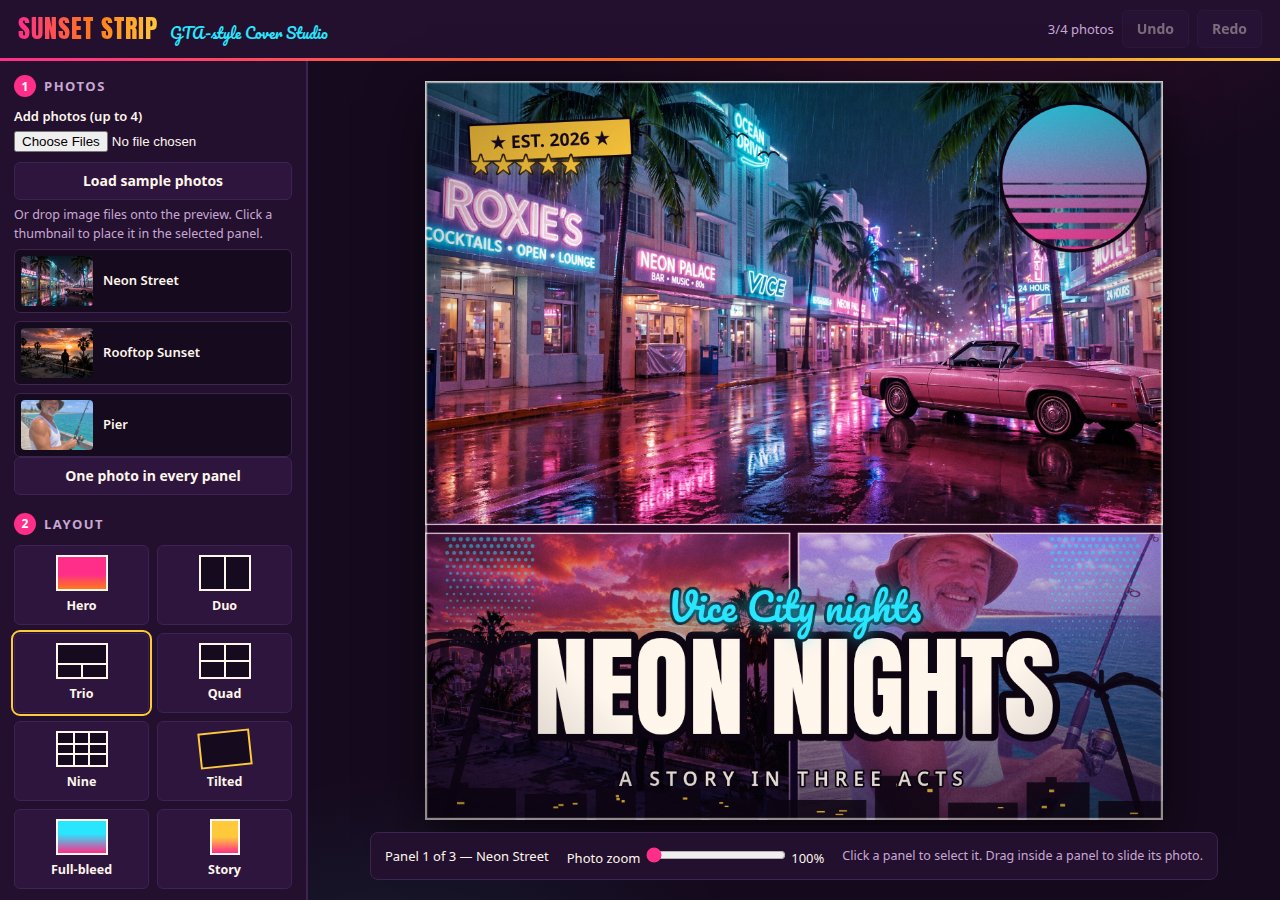 SUNSET STRIP GTA-style Cover Studio
3/4 photos Undo Redo
1 PHOTOS
Add photos (up to 4)
Choose Files No file chosen
Load sample photos
Or drop image files onto the preview. Click a
thumbnail to place it in the selected panel.
Neon Street
Rooftop Sunset
Pier
One photo in every panel
2 LAYOUT
Hero
Duo
Trio
Quad
Nine
Tilted
Full-bleed
Story
★ EST. 2026 ★
OCEAN
DRIVE
ROXIE'S
COCKTAILS • OPEN • LOUNGE
NEON PALACE
BAR • MUSIC • 80s
VICE
NEON PAL
MOTEL
24 HOURS
24 HOURS
Vice City nights
NEON NIGHTS
A STORY IN THREE ACTS
Panel 1 of 3 — Neon Street
Photo zoom
100%
Click a panel to select it. Drag inside a panel to slide its photo.